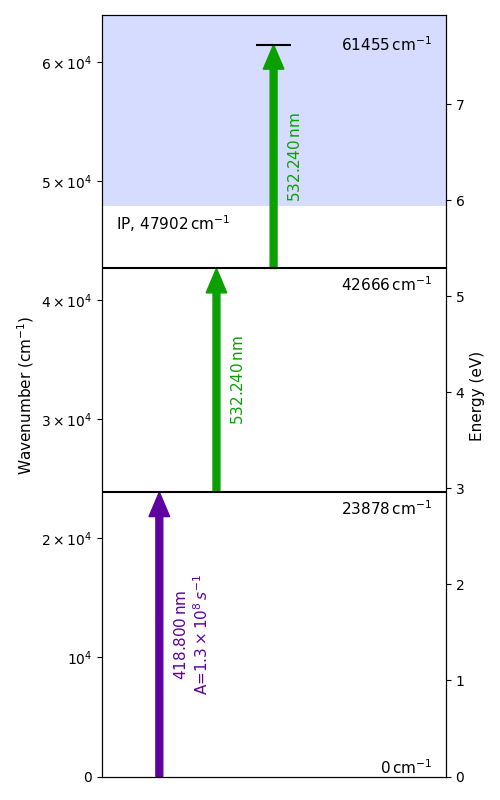 61455 cm⁻¹
6 × 10⁴
7
532.240 nm
5 × 10⁴
6
IP, 47902 cm⁻¹
42666 cm⁻¹
5
4 × 10⁴
532.240 nm
4
Wavenumber (cm⁻¹)
Energy (eV)
3 × 10⁴
3
23878 cm⁻¹
2 × 10⁴
2
418.800 nm
A=1.3 × 10⁸ s⁻¹
10⁴
1
0 cm⁻¹
0
0